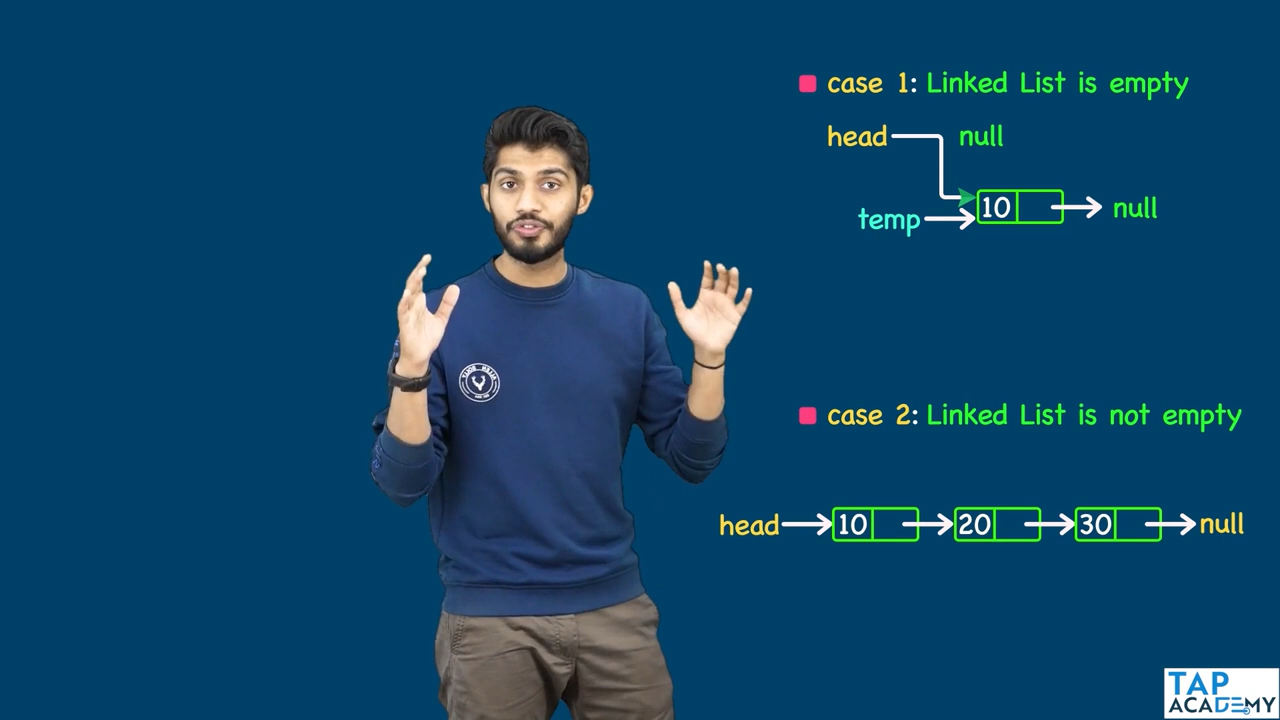 case 1: Linked List is empty
head null
temp 10 null
case 2: Linked List is not empty
head 10 20 30 null
TAP
ACADEMY